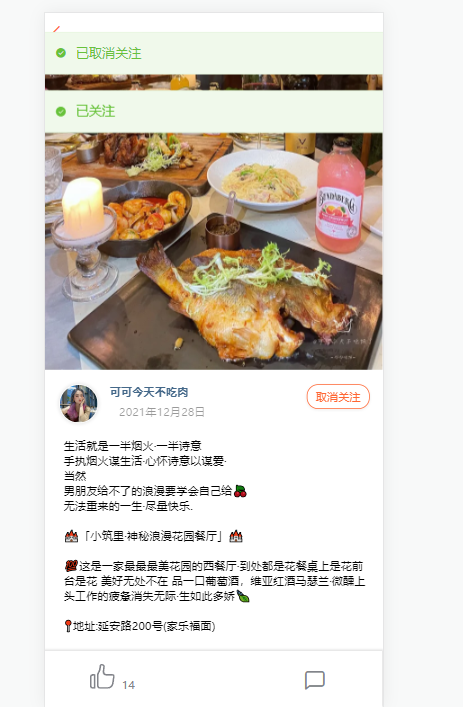 已取消关注
已关注
BUNDABERG
可可今天不吃肉
2021年12月28日
取消关注
生活就是一半烟火·一半诗意
手执烟火谋生活·心怀诗意以谋爱·
当然
男朋友给不了的浪漫要学会自己给🍒
无法重来的一生·尽量快乐.
🏰「小筑里·神秘浪漫花园餐厅」🏰
💯这是一家最最最美花园的西餐厅·到处都是花餐桌上是花前
台是花 美好无处不在 品一口葡萄酒，维亚红酒马瑟兰·微醺上
头工作的疲惫消失无际·生如此多娇🍃
📍地址:延安路200号(家乐福面)
14